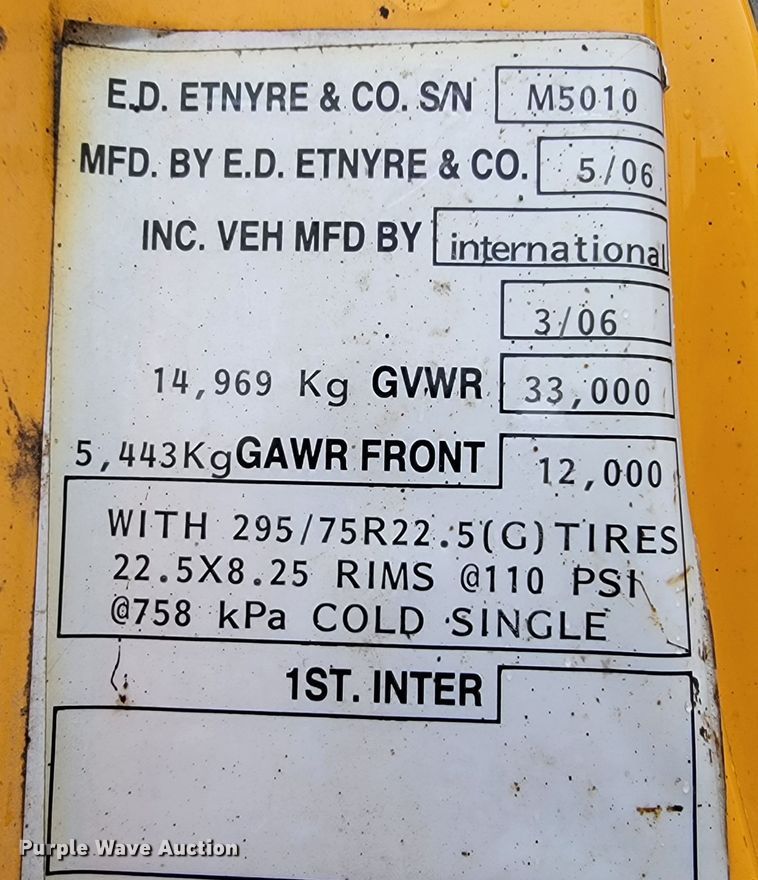 E.D. ETNYRE & CO. S/N M5010
MFD. BY E.D. ETNYRE & CO. 5/06
INC. VEH MFD BY international
3/06
14,969 Kg GVWR 33,000
5,443Kg GAWR FRONT 12,000
WITH 295/75R22.5(G)TIRES
22.5X8.25 RIMS @110 PSI
@758 kPa COLD SINGLE
1ST. INTER
Purple Wave Auction